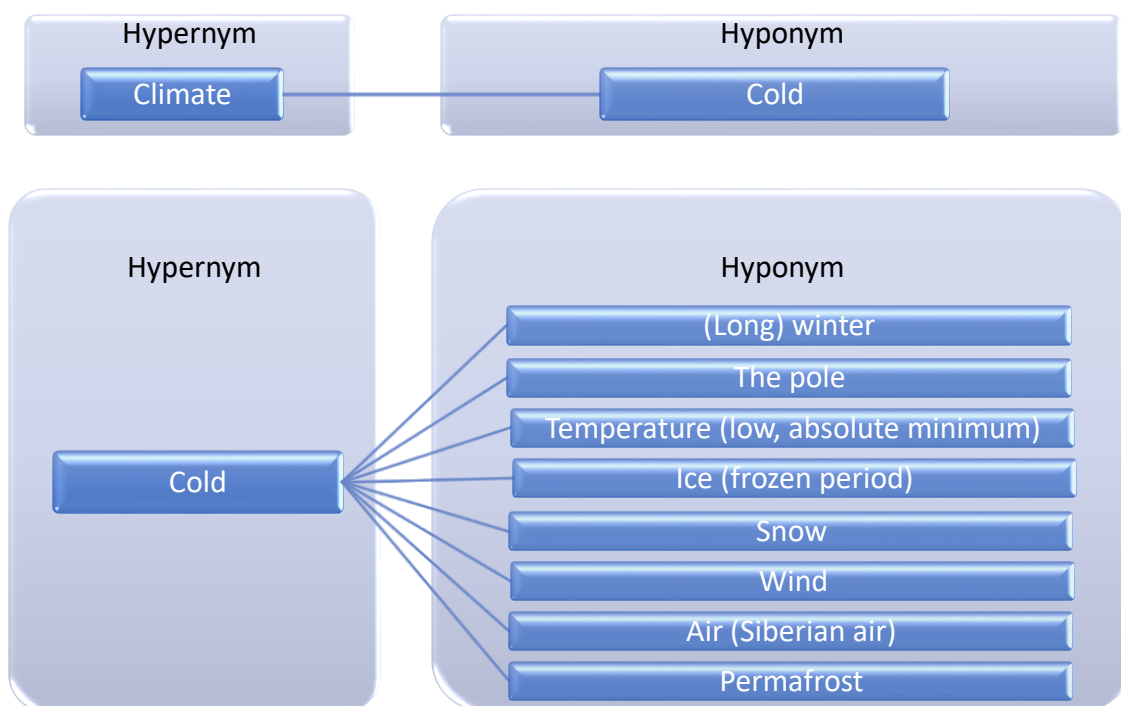 Hypernym
Hyponym
Climate
Cold
Hypernym
Hyponym
Cold
(Long) winter
The pole
Temperature (low, absolute minimum)
Ice (frozen period)
Snow
Wind
Air (Siberian air)
Permafrost